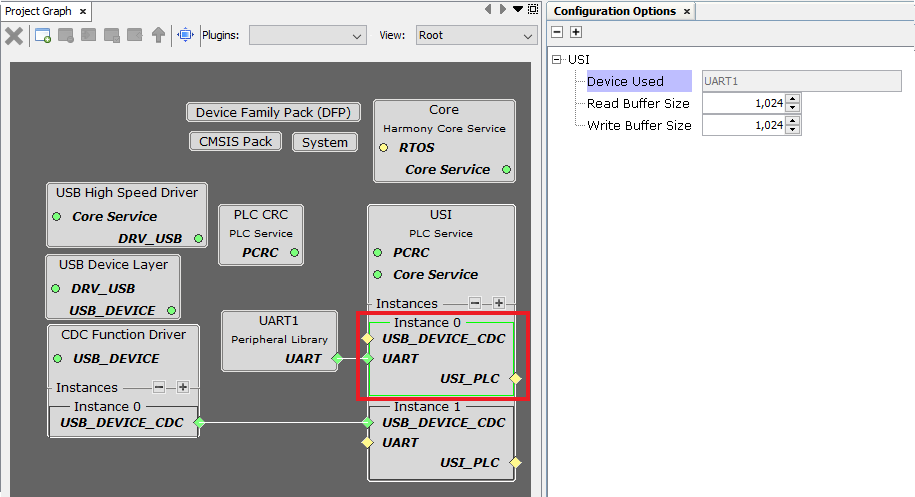 Project Graph ×
Plugins:
View: Root
Device Family Pack (DFP)
CMSIS Pack
System
Core
Harmony Core Service
RTOS
Core Service
USB High Speed Driver
Core Service
DRV_USB
PLC CRC
PLC Service
PCRC
USI
PLC Service
PCRC
Core Service
Instances
USB Device Layer
DRV_USB
USB_DEVICE
UART1
Peripheral Library
UART
Instance 0
USB_DEVICE_CDC
UART
USI_PLC
CDC Function Driver
USB_DEVICE
Instances
Instance 0
USB_DEVICE_CDC
Instance 1
USB_DEVICE_CDC
UART
USI_PLC
Configuration Options ×
USI
Device Used UART1
Read Buffer Size 1,024
Write Buffer Size 1,024